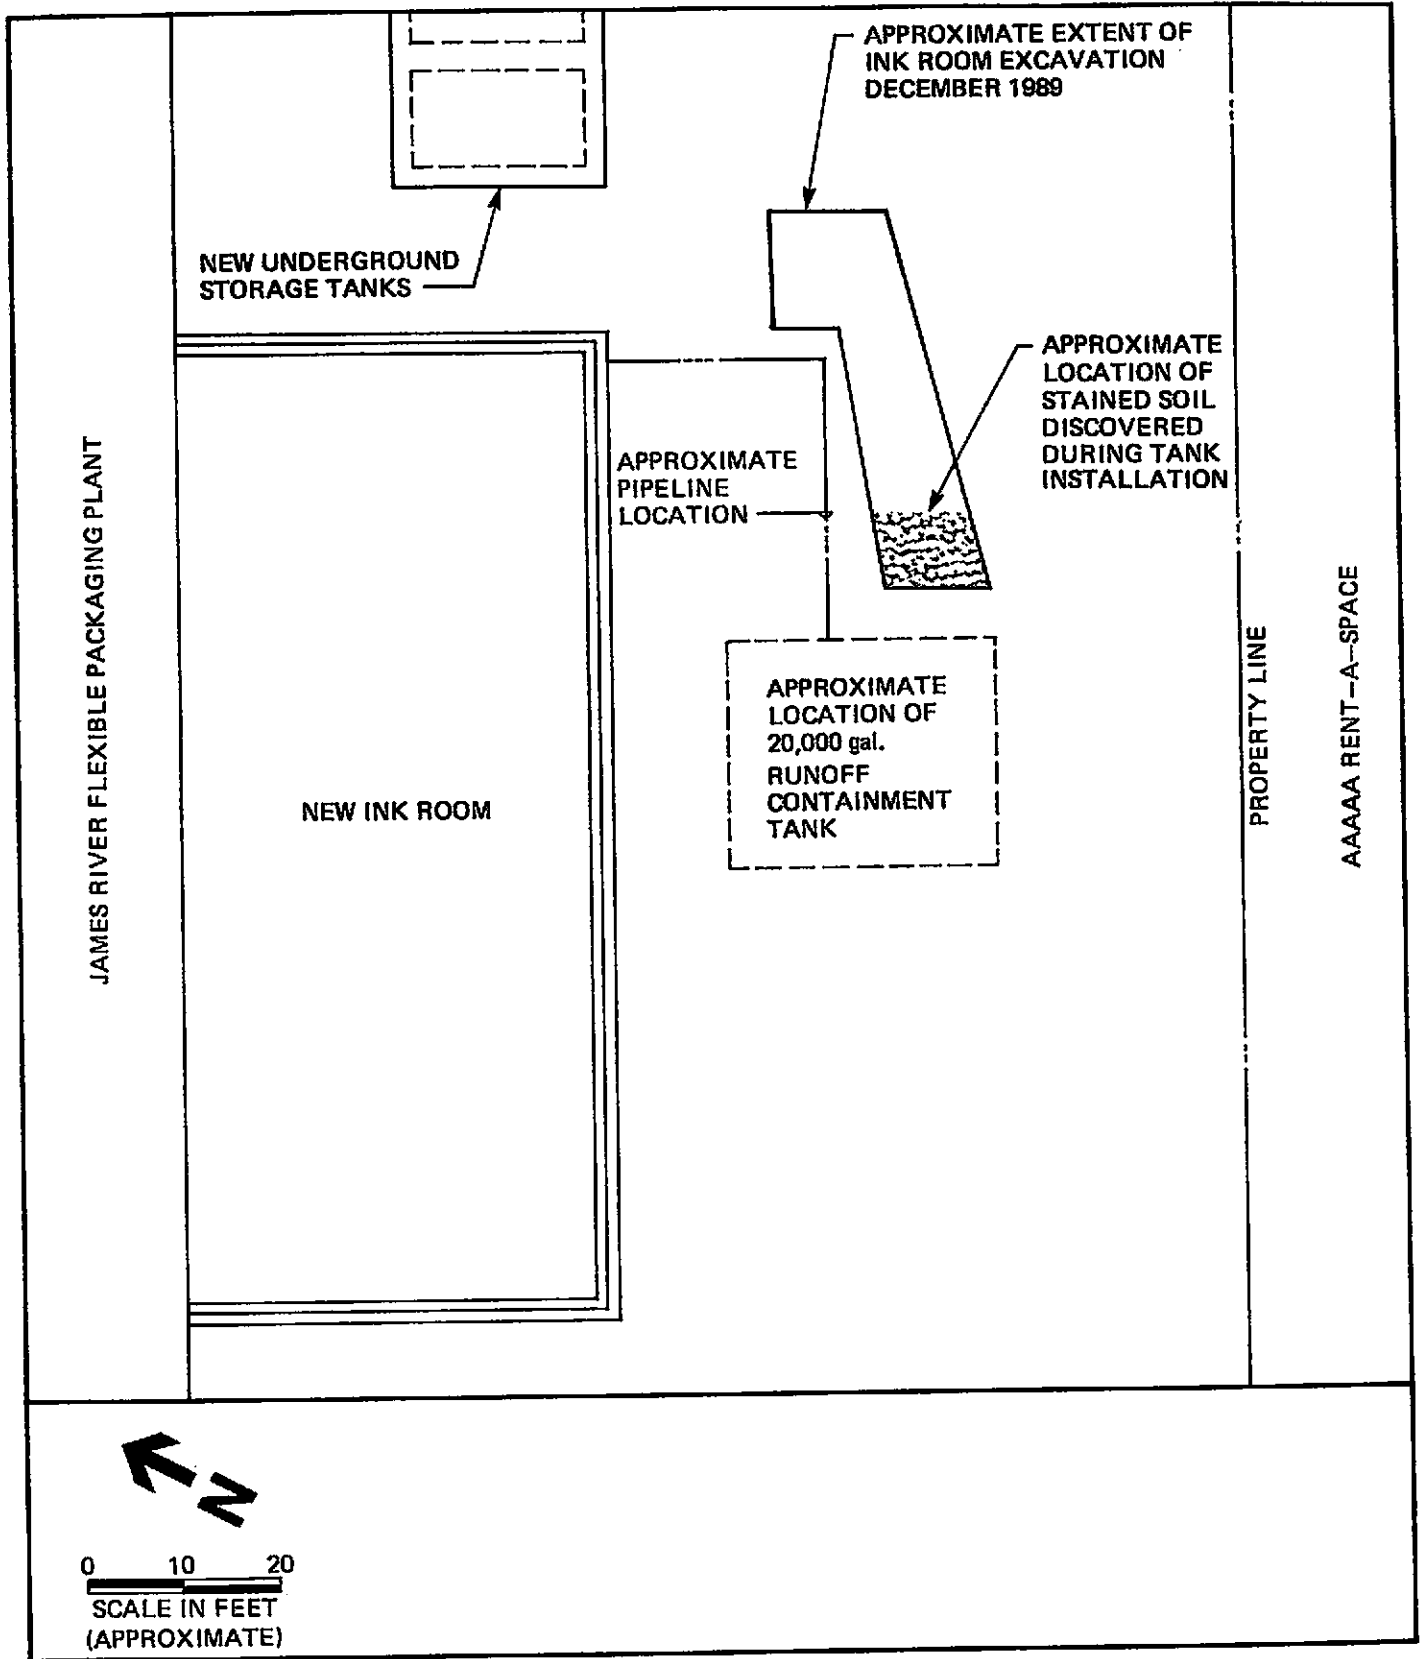 APPROXIMATE EXTENT OF
INK ROOM EXCAVATION
DECEMBER 1989
NEW UNDERGROUND
STORAGE TANKS
APPROXIMATE
LOCATION OF
STAINED SOIL
DISCOVERED
DURING TANK
INSTALLATION
APPROXIMATE
PIPELINE
LOCATION
JAMES RIVER FLEXIBLE PACKAGING PLANT
NEW INK ROOM
APPROXIMATE
LOCATION OF
20,000 gal.
RUNOFF
CONTAINMENT
TANK
PROPERTY LINE
AAAAA RENT-A-SPACE
N
0 10 20
SCALE IN FEET
(APPROXIMATE)